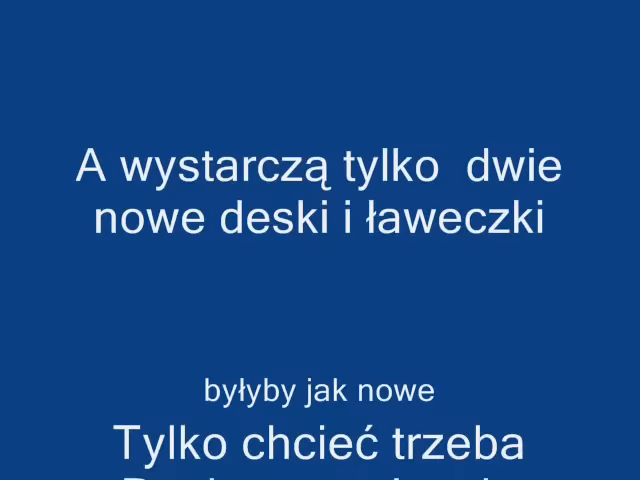 A wystarczą tylko  dwie
nowe deski i ławeczki
byłyby jak nowe
Tylko chcieć trzeba